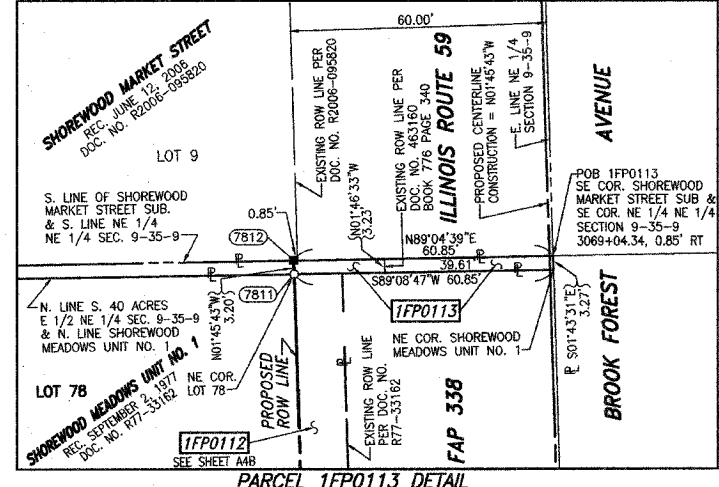 60.00'
SHOREWOOD MARKET STREET
REC. JUNE 12, 2006
DOC. NO. R2006-095820
LOT 9
EXISTING ROW LINE PER
DOC. NO. R2006-095820
EXISTING ROW LINE PER
DOC. NO. 463160
BOOK 776 PAGE 340
ILLINOIS ROUTE 59
PROPOSED CENTERLINE
CONSTRUCTION = N01°45'43"W
E. LINE NE 1/4
SECTION 9-35-9
AVENUE
S. LINE OF SHOREWOOD
MARKET STREET SUB.
& S. LINE NE 1/4
NE 1/4 SEC. 9-35-9
0.85'
7812
(N01°46'33"W
3.23')
N89°04'39"E
60.85'
39.61'
S89°08'47"W 60.85'
POB 1FP0113
SE COR. SHOREWOOD
MARKET STREET SUB &
SE COR. NE 1/4 NE 1/4
SECTION 9-35-9
3069+04.34, 0.85' RT
N. LINE S. 40 ACRES
E 1/2 NE 1/4 SEC. 9-35-9
& N. LINE SHOREWOOD
MEADOWS UNIT NO. 1
N01°45'43"W
3.20'
7811
1FP0113
NE COR. SHOREWOOD
MEADOWS UNIT NO. 1
S01°43'31"E
3.27'
BROOK FOREST
LOT 78
SHOREWOOD MEADOWS UNIT NO. 1
REC. SEPTEMBER 2, 1977
DOC. NO. R77-33162
NE COR.
LOT 78
PROPOSED
ROW LINE
1FP0112
SEE SHEET A4B
EXISTING ROW LINE
PER DOC. NO.
R77-33162
FAP 338
PARCEL 1FP0113 DETAIL